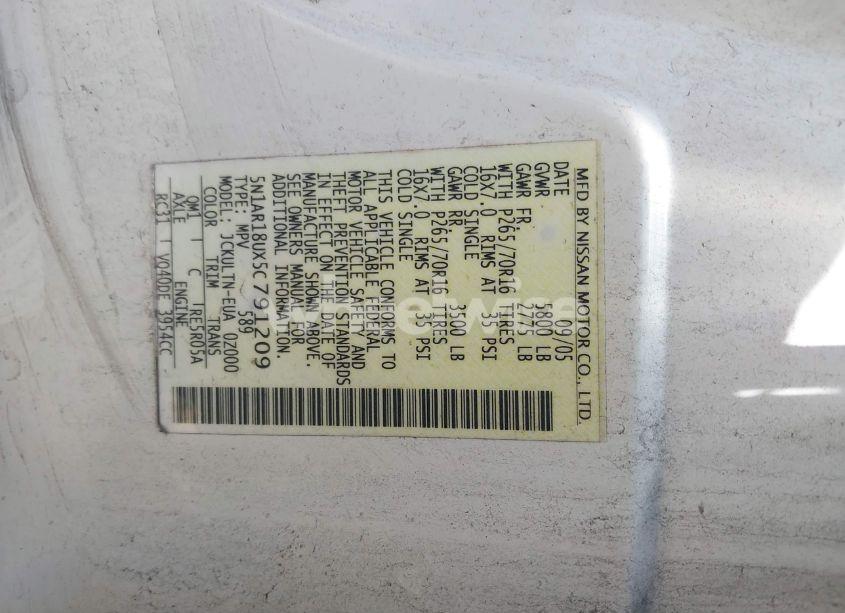 MFD BY NISSAN MOTOR CO., LTD.
DATE 09/05
GVWR 5800 LB
GAWR FR. 2775 LB
WITH P265/70R16 TIRES
16X7.0 RIMS AT 35 PSI
COLD SINGLE
GAWR RR. 3500 LB
WITH P265/70R16 TIRES
16X7.0 RIMS AT 35 PSI
COLD SINGLE
THIS VEHICLE CONFORMS TO
ALL APPLICABLE FEDERAL
MOTOR VEHICLE SAFETY AND
THEFT PREVENTION STANDARDS
IN EFFECT ON THE DATE OF
MANUFACTURE SHOWN ABOVE.
SEE OWNERS MANUAL FOR
ADDITIONAL INFORMATION.
5N1AR18UX5C791209
TYPE: MPV 589
MODEL: JCKULTN-EUA 0Z000
COLOR TRIM TRANS
QM1 C RE5R05A
AXLE ENGINE
RC31 VQ40DE 3954CC